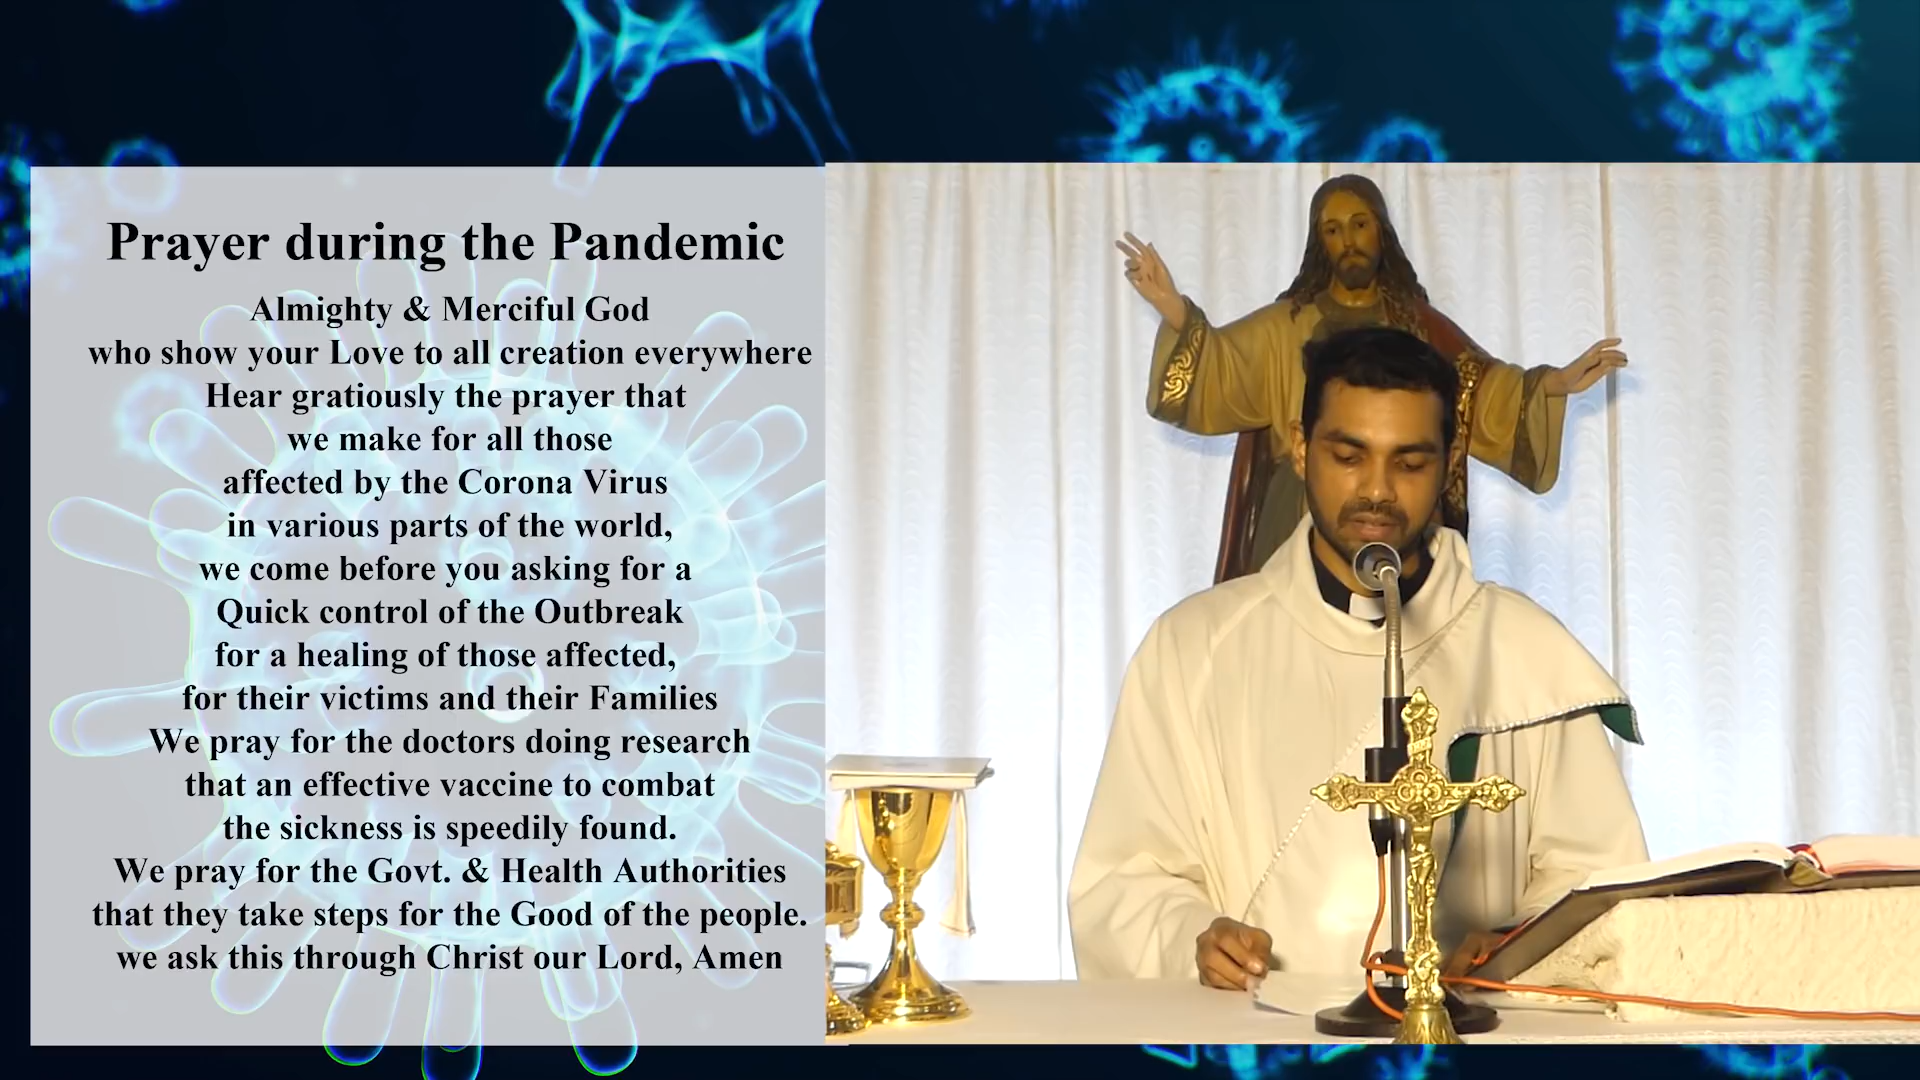 Prayer during the Pandemic
Almighty & Merciful God
who show your Love to all creation everywhere
Hear gratiously the prayer that
we make for all those
affected by the Corona Virus
in various parts of the world,
we come before you asking for a
Quick control of the Outbreak
for a healing of those affected,
for their victims and their Families
We pray for the doctors doing research
that an effective vaccine to combat
the sickness is speedily found.
We pray for the Govt. & Health Authorities
that they take steps for the Good of the people.
we ask this through Christ our Lord, Amen